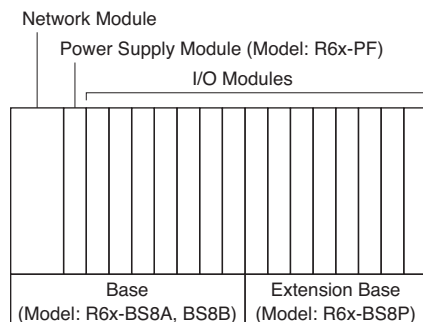 Network Module
Power Supply Module (Model: R6x-PF)
I/O Modules
Base
(Model: R6x-BS8A, BS8B)
Extension Base
(Model: R6x-BS8P)